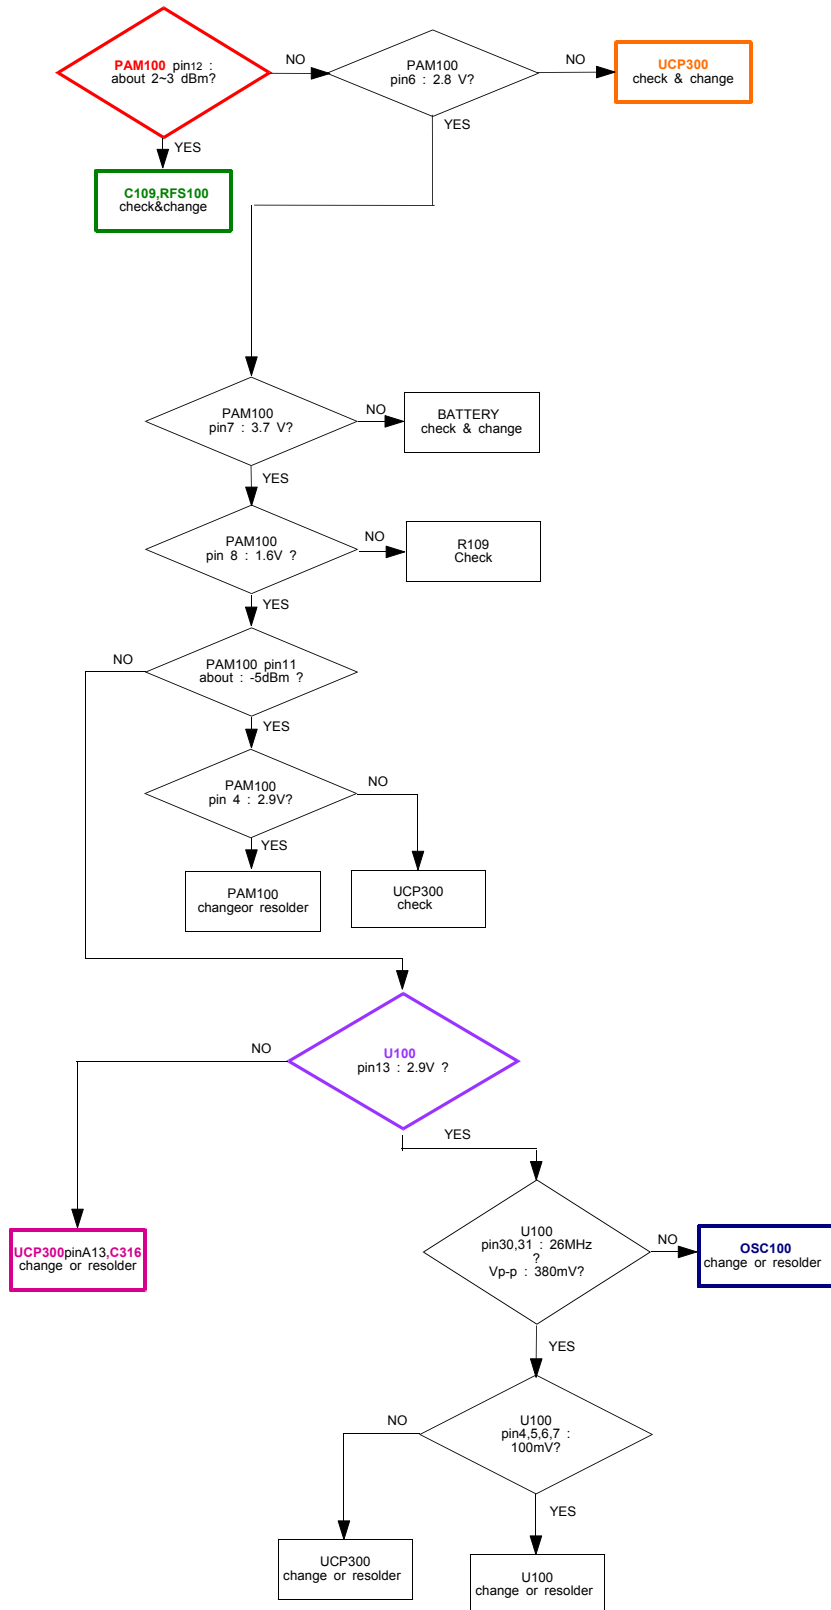 PAM100 pin12 :
about 2~3 dBm?
NO
PAM100
pin6 : 2.8 V?
NO
UCP300
check & change
YES
YES
C109,RFS100
check&change
PAM100
pin7 : 3.7 V?
NO
BATTERY
check & change
YES
PAM100
pin 8 : 1.6V ?
NO
R109
Check
YES
NO
PAM100 pin11
about : -5dBm ?
YES
PAM100
pin 4 : 2.9V?
NO
YES
PAM100
changeor resolder
UCP300
check
U100
pin13 : 2.9V ?
NO
YES
UCP300pinA13,C316
change or resolder
U100
pin30,31 : 26MHz
?
Vp-p : 380mV?
NO
OSC100
change or resolder
YES
U100
pin4,5,6,7 :
100mV?
NO
YES
UCP300
change or resolder
U100
change or resolder